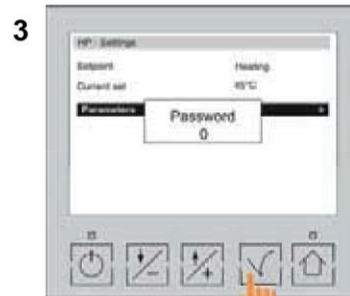 3
HP - Settings
Setpoint Heating
Current set 45°C
Parameters
Password
0